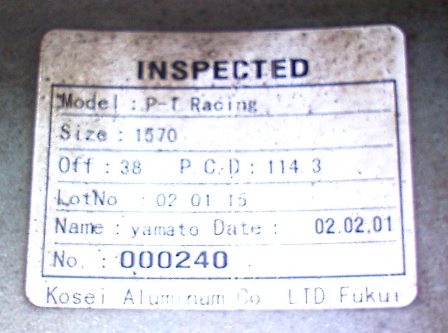 INSPECTED
Model : P-T Racing
Size : 1570
Off : 38 P.C.D : 114.3
LotNo 02 01 15
Name : yamato Date : 02.02.01
No. : 000240
Kosei Aluminum Co LTD Fukui